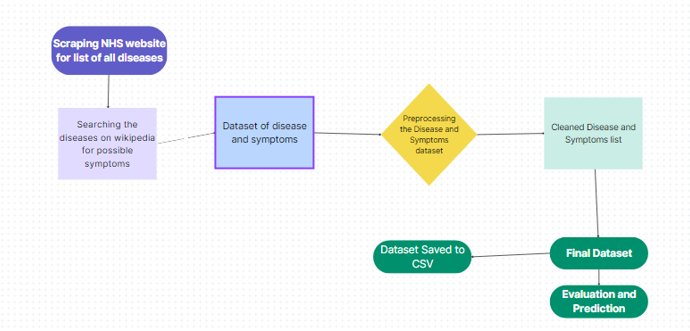 Scraping NHS website
for list of all diseases
Searching the
diseases on wikipedia
for possible
symptoms
Dataset of disease
and symptoms
Preprocessing
the Disease and
Symptoms
dataset
Cleaned Disease and
Symptoms list
Dataset Saved to
CSV
Final Dataset
Evaluation and
Prediction